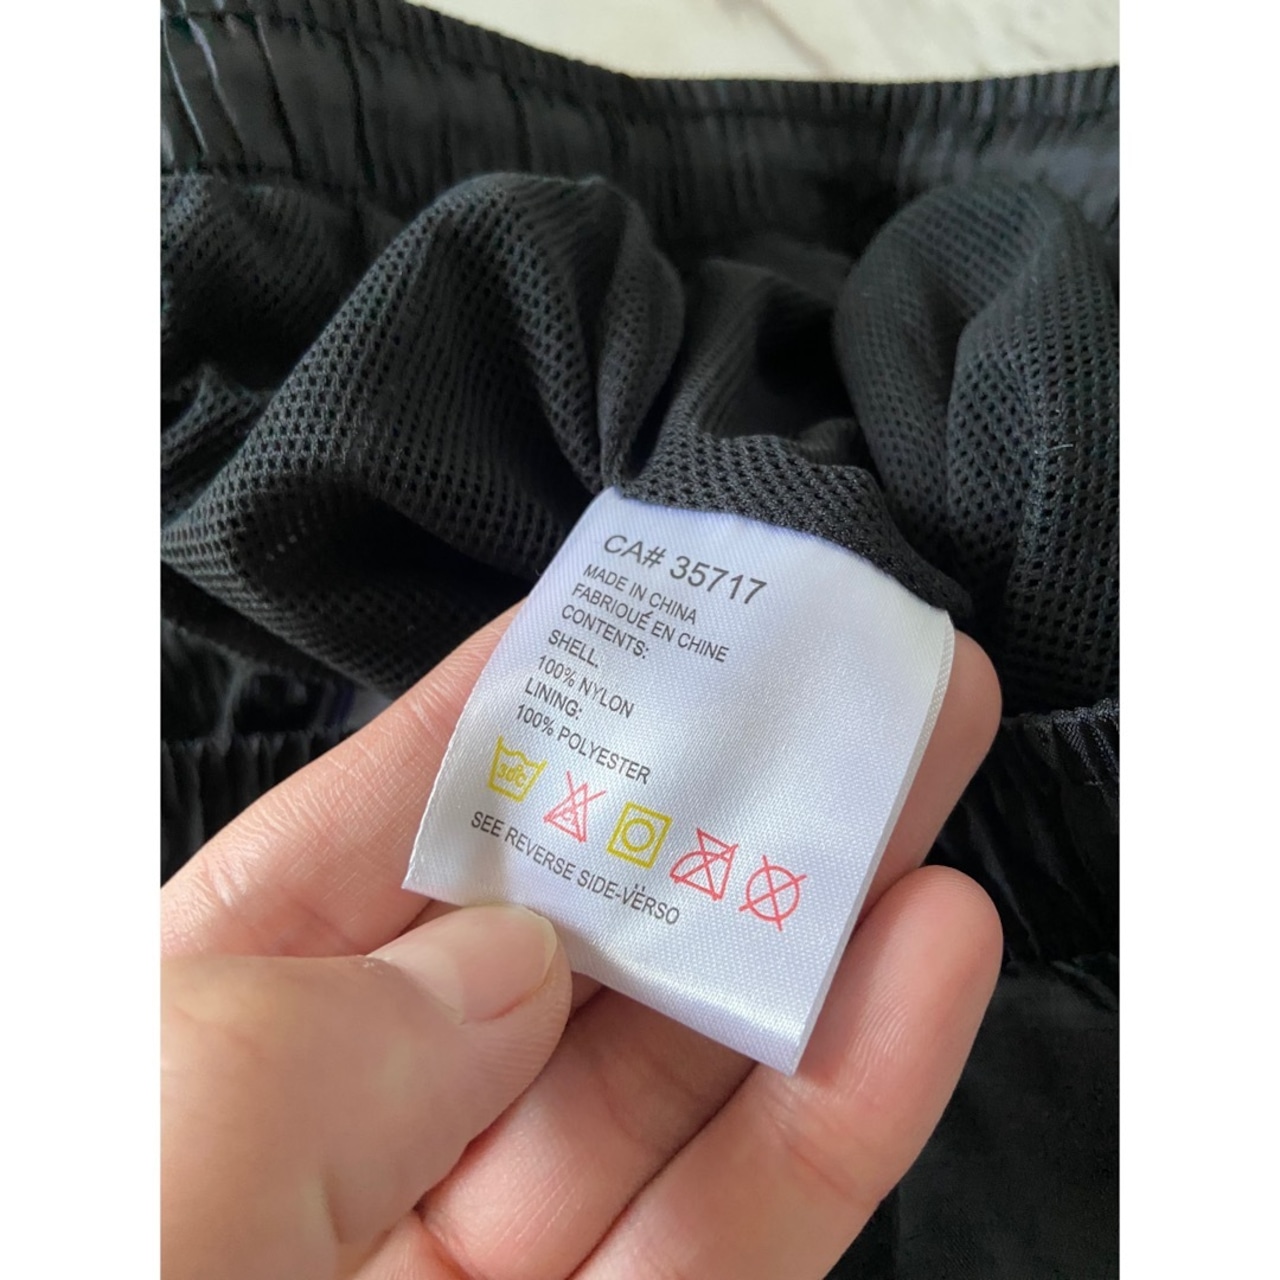 CA# 35717
MADE IN CHINA
FABRIQUÉ EN CHINE
CONTENTS:
SHELL.
100% NYLON
LINING:
100% POLYESTER
30°C
SEE REVERSE SIDE-VERSO